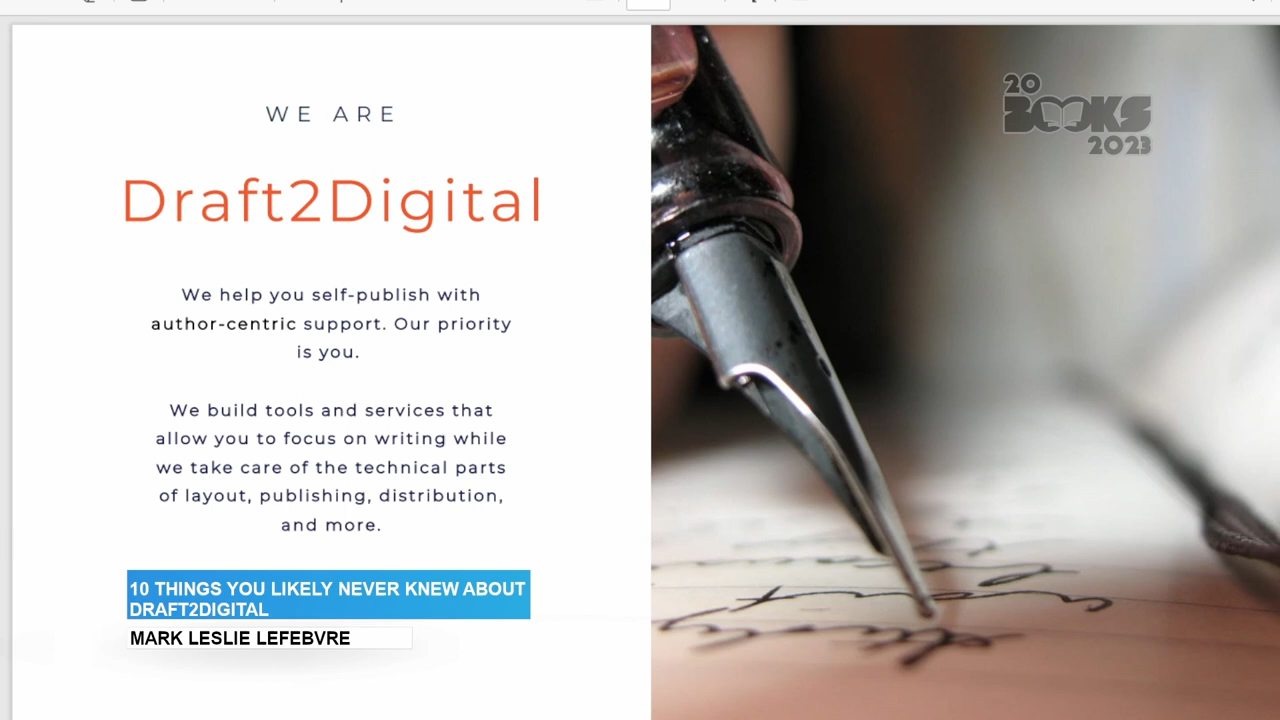 WE ARE
Draft2Digital
We help you self-publish with
author-centric support. Our priority
is you.
We build tools and services that
allow you to focus on writing while
we take care of the technical parts
of layout, publishing, distribution,
and more.
10 THINGS YOU LIKELY NEVER KNEW ABOUT
DRAFT2DIGITAL
MARK LESLIE LEFEBVRE
20
BOOKS
2023